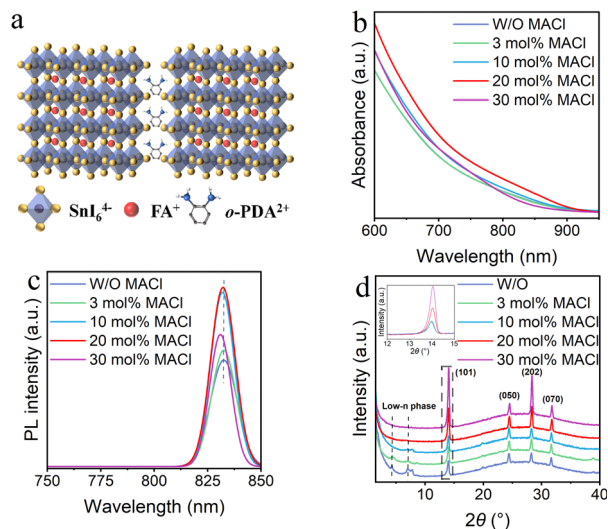 a
SnI₆⁴⁻
FA⁺
o-PDA²⁺
b
Absorbance (a.u.)
W/O MACl
3 mol% MACl
10 mol% MACl
20 mol% MACl
30 mol% MACl
600
700
800
900
Wavelength (nm)
c
PL intensity (a.u.)
W/O MACl
3 mol% MACl
10 mol% MACl
20 mol% MACl
30 mol% MACl
750
775
800
825
850
Wavelength (nm)
d
Intensity (a.u.)
Intensity (a.u.)
12
13
14
15
2θ (°)
W/O
3 mol% MACl
10 mol% MACl
20 mol% MACl
30 mol% MACl
Low-n phase
(101)
(050)
(202)
(070)
10
20
30
40
2θ (°)